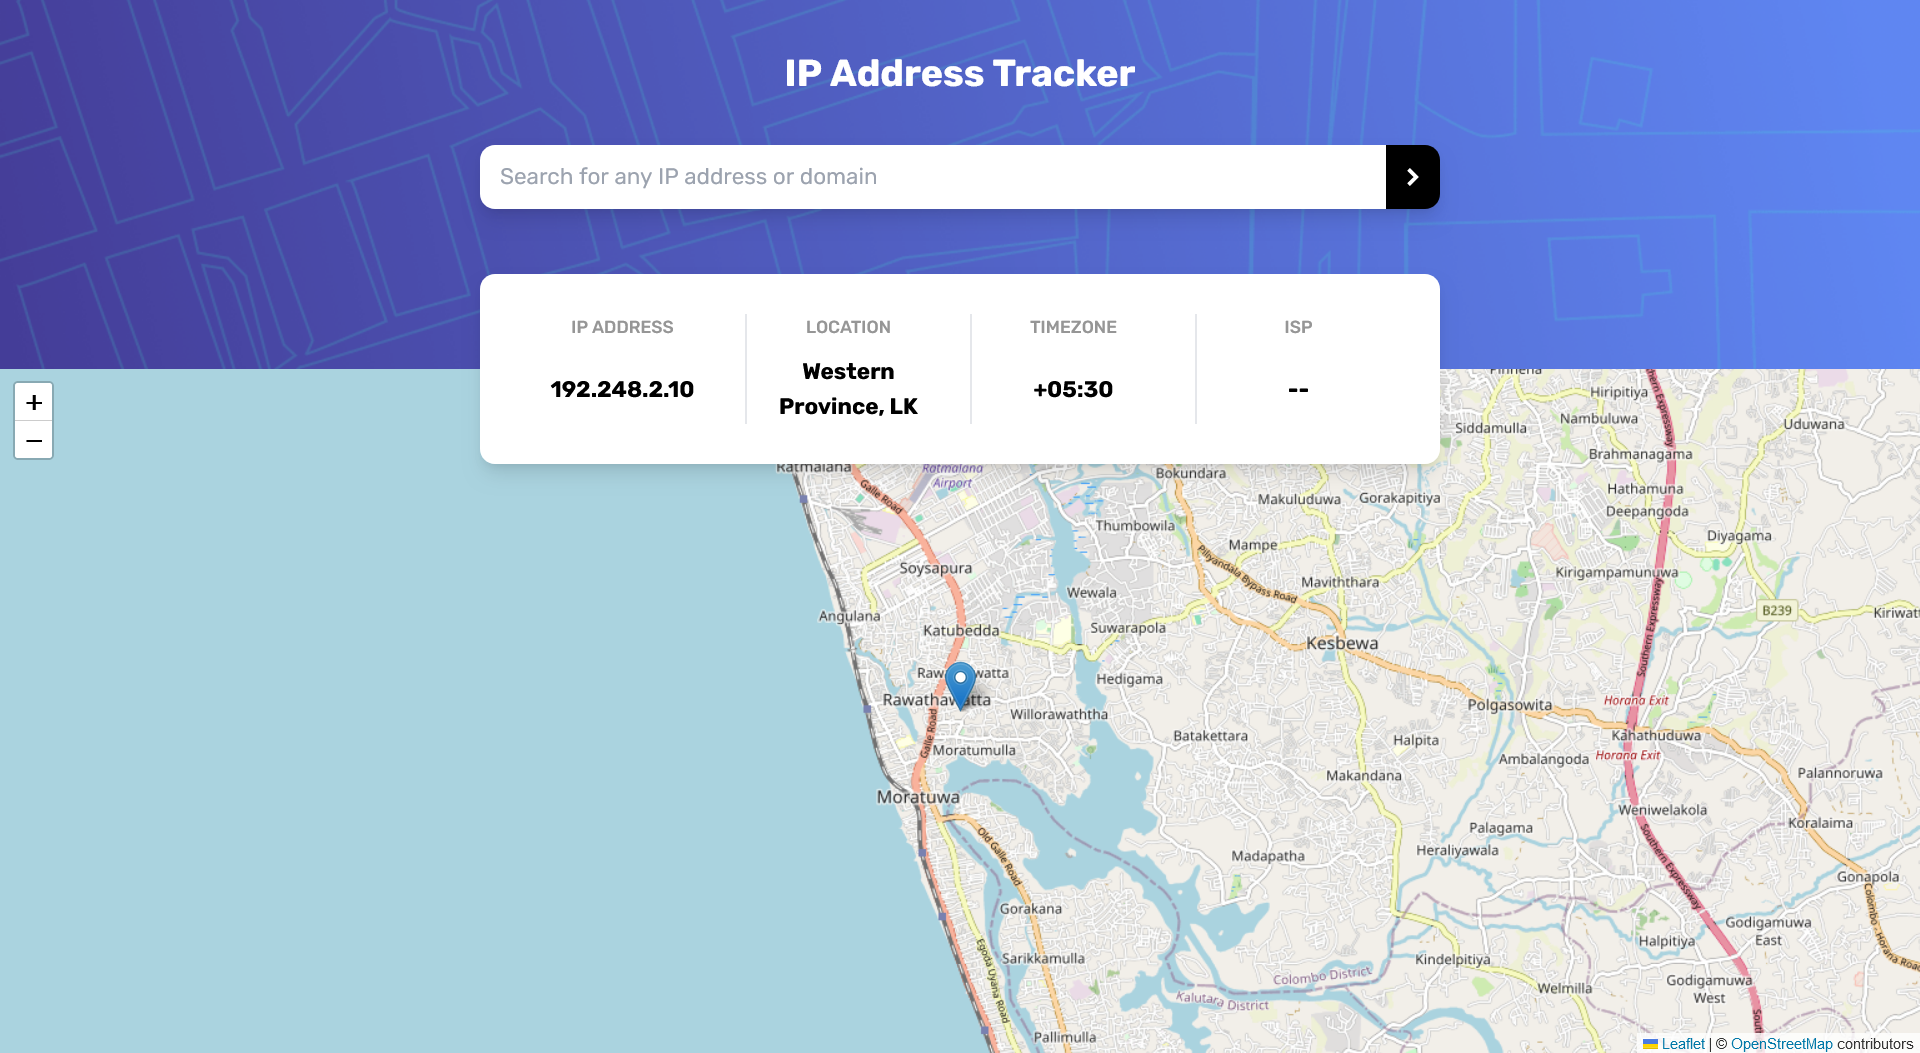 IP Address Tracker
Search for any IP address or domain
IP ADDRESS
192.248.2.10
LOCATION
Western
Province, LK
TIMEZONE
+05:30
ISP
--
+
−
Hiripitiya
Nambuluwa
Siddamulla
Uduwana
Brahmanagama
Ratmalana
Ratmalana
Airport
Bokundara
Makuluduwa
Gorakapitiya
Hathamuna
Deepangoda
Galle Road
Thumbowila
Mampe
Diyagama
Soysapura
Piliyandala Bypass Road
Maviththara
Kirigampamunuwa
Southern Expressway
Wewala
B239
Angulana
Katubedda
Suwarapola
Kesbewa
Hedigama
Rawathawatta
Willorawaththa
Polgasowita
Horana Exit
Galle Road
Moratumulla
Batakettara
Halpita
Kahathuduwa
Ambalangoda
Horana Exit
Makandana
Palannoruwa
Moratuwa
Weniwelakola
Palagama
Koralaima
Old Galle Road
Madapatha
Heraliyawala
Southern Expressway
Gonapola
Gorakana
Godigamuwa
East
Halpitiya
Egoda Uyana Road
Sarikkamulla
Kindelpitiya
Colombo District
Kalutara District
Welmilla
Godigamuwa
West
Colombo - Horana Road
Pallimulla
Leaflet | © OpenStreetMap contributors